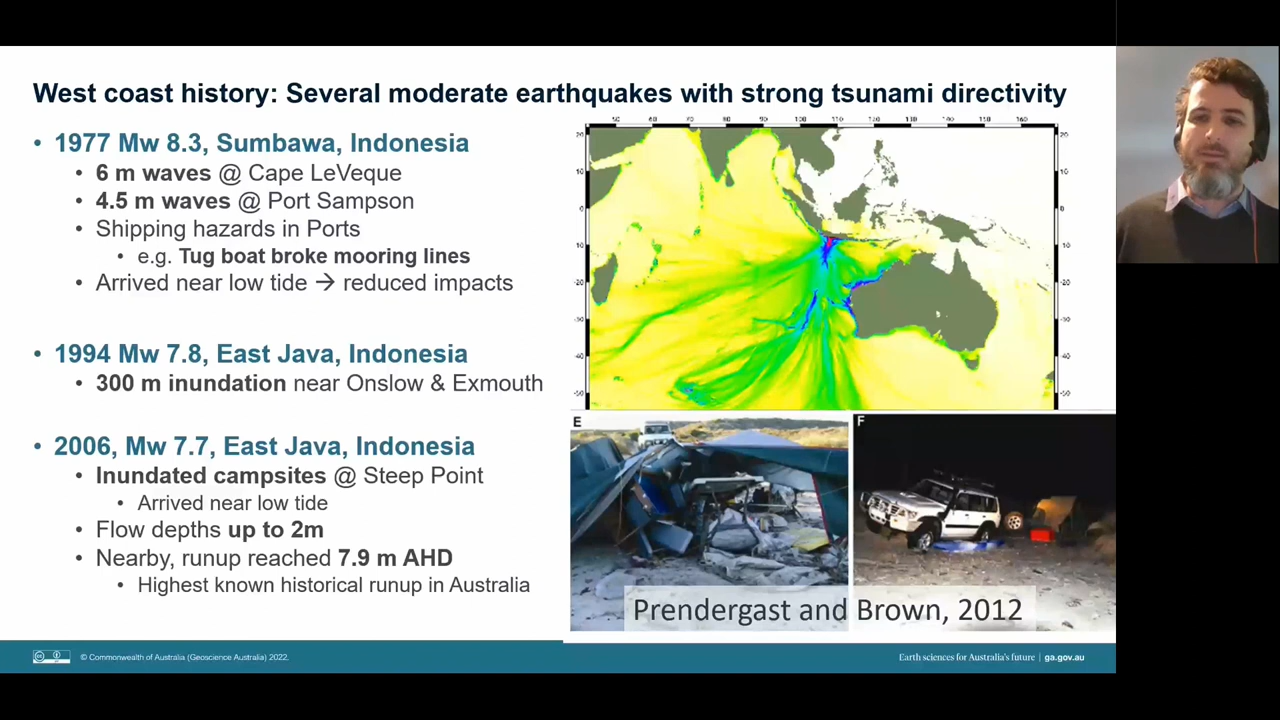 West coast history: Several moderate earthquakes with strong tsunami directivity
• 1977 Mw 8.3, Sumbawa, Indonesia
• 6 m waves @ Cape LeVeque
• 4.5 m waves @ Port Sampson
• Shipping hazards in Ports
• e.g. Tug boat broke mooring lines
• Arrived near low tide → reduced impacts
• 1994 Mw 7.8, East Java, Indonesia
• 300 m inundation near Onslow & Exmouth
• 2006, Mw 7.7, East Java, Indonesia
• Inundated campsites @ Steep Point
• Arrived near low tide
• Flow depths up to 2m
• Nearby, runup reached 7.9 m AHD
• Highest known historical runup in Australia
E
F
Prendergast and Brown, 2012
© Commonwealth of Australia (Geoscience Australia) 2022.
Earth sciences for Australia's future | ga.gov.au